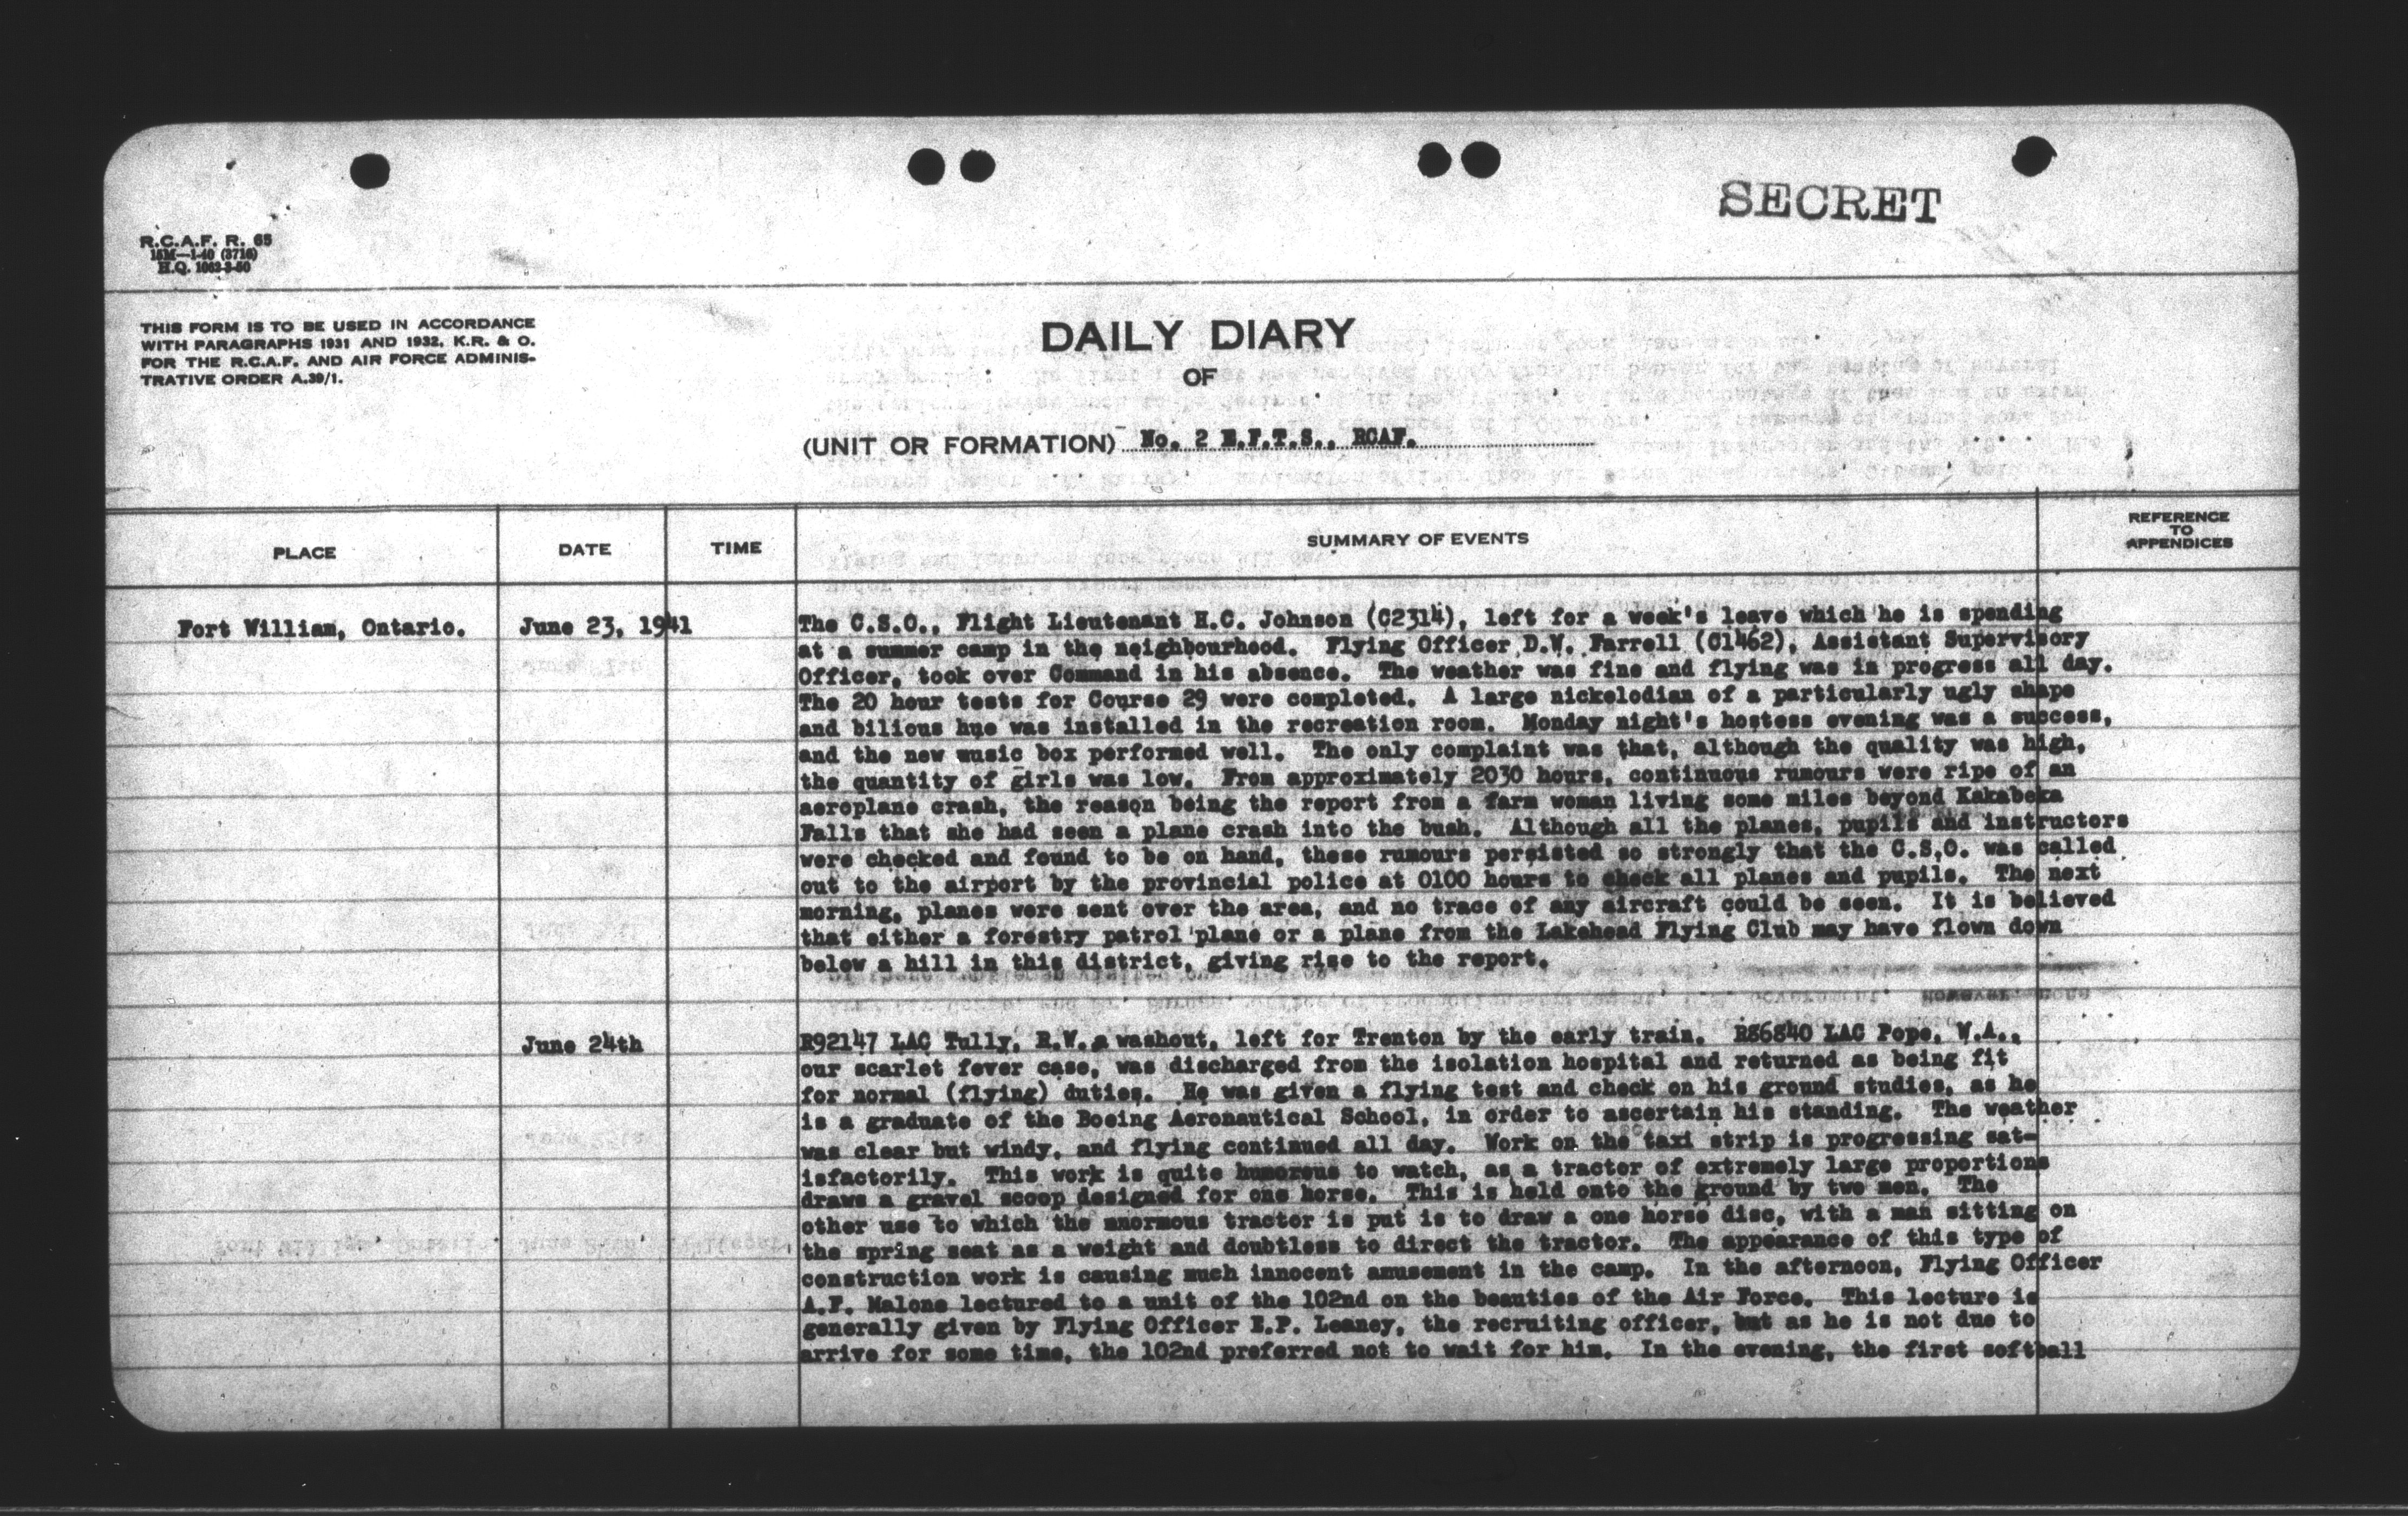 SECRET
R.C.A.F. R. 65
15M—1-40 (3716)
H.Q. 1062-3-50
THIS FORM IS TO BE USED IN ACCORDANCE
WITH PARAGRAPHS 1931 AND 1932, K.R. & O.
FOR THE R.C.A.F. AND AIR FORCE ADMINIS-
TRATIVE ORDER A.39/1.
DAILY DIARY
OF
(UNIT OR FORMATION) No. 2 E.F.T.S., RCAF.
PLACE DATE TIME SUMMARY OF EVENTS REFERENCE TO APPENDICES
Fort William, Ontario. June 23, 1941 The C.S.O., Flight Lieutenant H.C. Johnson (C2314), left for a week's leave which he is spending
at a summer camp in the neighbourhood. Flying Officer D.W. Farrell (C1462), Assistant Supervisory
Officer, took over Command in his absence. The weather was fine and flying was in progress all day.
The 20 hour tests for Course 29 were completed. A large nickelodian of a particularly ugly shape
and bilious hue was installed in the recreation room. Monday night's hostess evening was a success,
and the new music box performed well. The only complaint was that, although the quality was high,
the quantity of girls was low. From approximately 2030 hours, continuous rumours were ripe of an
aeroplane crash, the reason being the report from a farm woman living some miles beyond Kakabeka
Falls that she had seen a plane crash into the bush. Although all the planes, pupils and instructors
were checked and found to be on hand, these rumours persisted so strongly that the C.S.O. was called
out to the airport by the provincial police at 0100 hours to check all planes and pupils. The next
morning, planes were sent over the area, and no trace of any aircraft could be seen. It is believed
that either a forestry patrol plane or a plane from the Lakehead Flying Club may have flown down
below a hill in this district, giving rise to the report.
June 24th R92147 LAC Tully, R.W. a washout, left for Trenton by the early train. R86840 LAC Pope, W.A.,
our scarlet fever case, was discharged from the isolation hospital and returned as being fit
for normal (flying) duties. He was given a flying test and check on his ground studies, as he
is a graduate of the Boeing Aeronautical School, in order to ascertain his standing. The weather
was clear but windy, and flying continued all day. Work on the taxi strip is progressing sat-
isfactorily. This work is quite humorous to watch, as a tractor of extremely large proportions
draws a gravel scoop designed for one horse. This is held onto the ground by two men. The
other use to which the enormous tractor is put is to draw a one horse disc, with a man sitting on
the spring seat as a weight and doubtless to direct the tractor. The appearance of this type of
construction work is causing much innocent amusement in the camp. In the afternoon, Flying Officer
A.F. Malone lectured to a unit of the 102nd on the beauties of the Air Force. This lecture is
generally given by Flying Officer E.P. Leaney, the recruiting officer, but as he is not due to
arrive for some time, the 102nd preferred not to wait for him. In the evening, the first softball